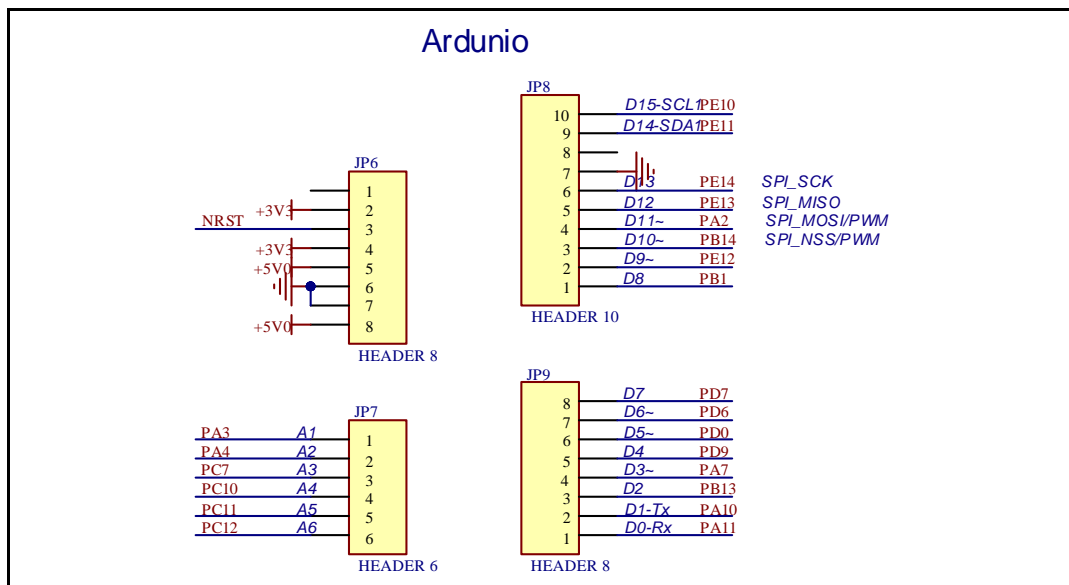 Ardunio
JP8
10 D15-SCL1 PE10
9 D14-SDA1 PE11
8
7
6 D13 PE14 SPI_SCK
5 D12 PE13 SPI_MISO
4 D11~ PA2 SPI_MOSI/PWM
3 D10~ PB14 SPI_NSS/PWM
2 D9~ PE12
1 D8 PB1
HEADER 10
JP6
1
+3V3 2
NRST 3
+3V3 4
+5V0 5
6
7
+5V0 8
HEADER 8
JP7
PA3 A1 1
PA4 A2 2
PC7 A3 3
PC10 A4 4
PC11 A5 5
PC12 A6 6
HEADER 6
JP9
8 D7 PD7
7 D6~ PD6
6 D5~ PD0
5 D4 PD9
4 D3~ PA7
3 D2 PB13
2 D1-Tx PA10
1 D0-Rx PA11
HEADER 8